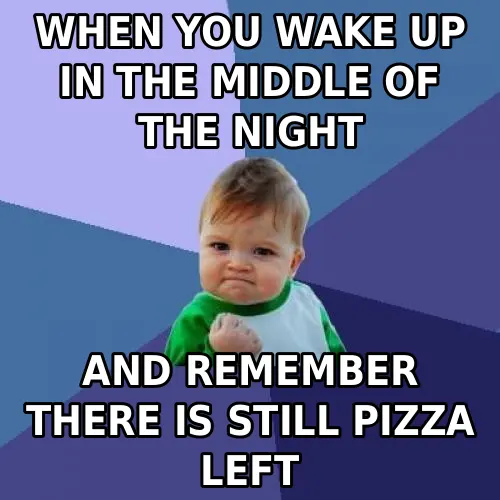 WHEN YOU WAKE UP
IN THE MIDDLE OF
THE NIGHT
AND REMEMBER
THERE IS STILL PIZZA
LEFT